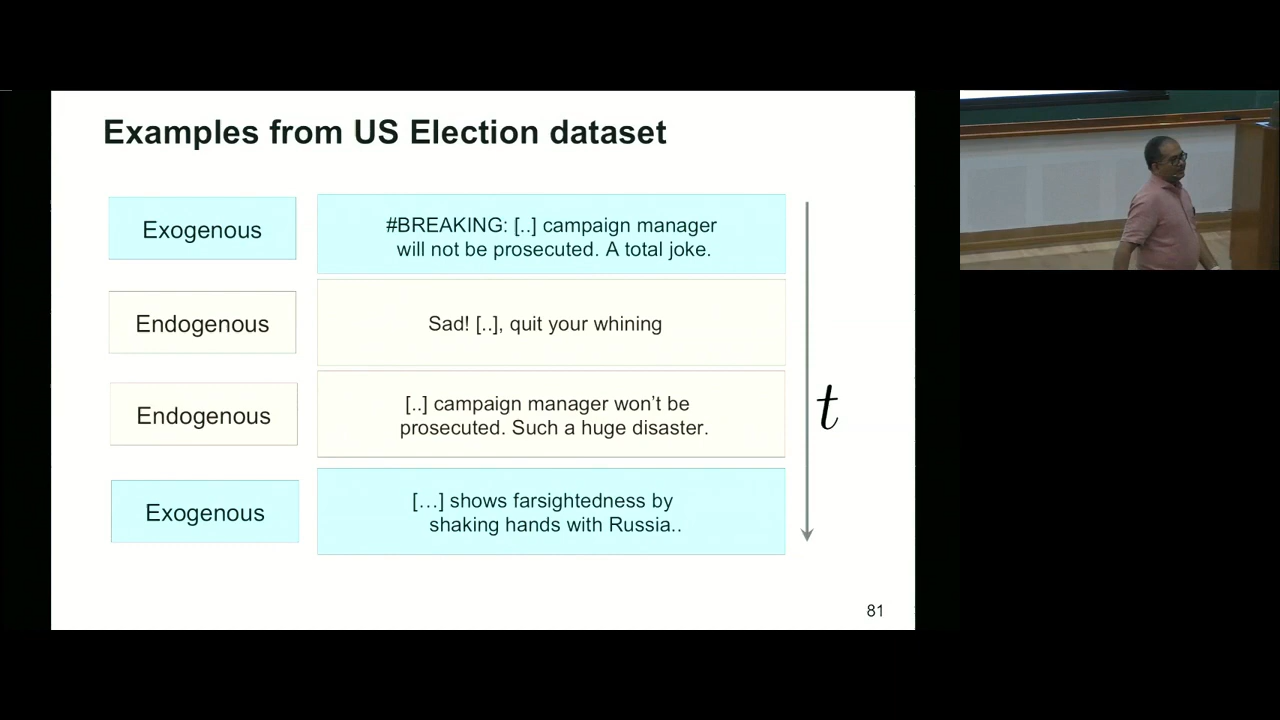 Examples from US Election dataset
Exogenous
#BREAKING: [..] campaign manager
will not be prosecuted. A total joke.
Endogenous
Sad! [..], quit your whining
Endogenous
[..] campaign manager won't be
prosecuted. Such a huge disaster.
t
Exogenous
[...] shows farsightedness by
shaking hands with Russia..
81